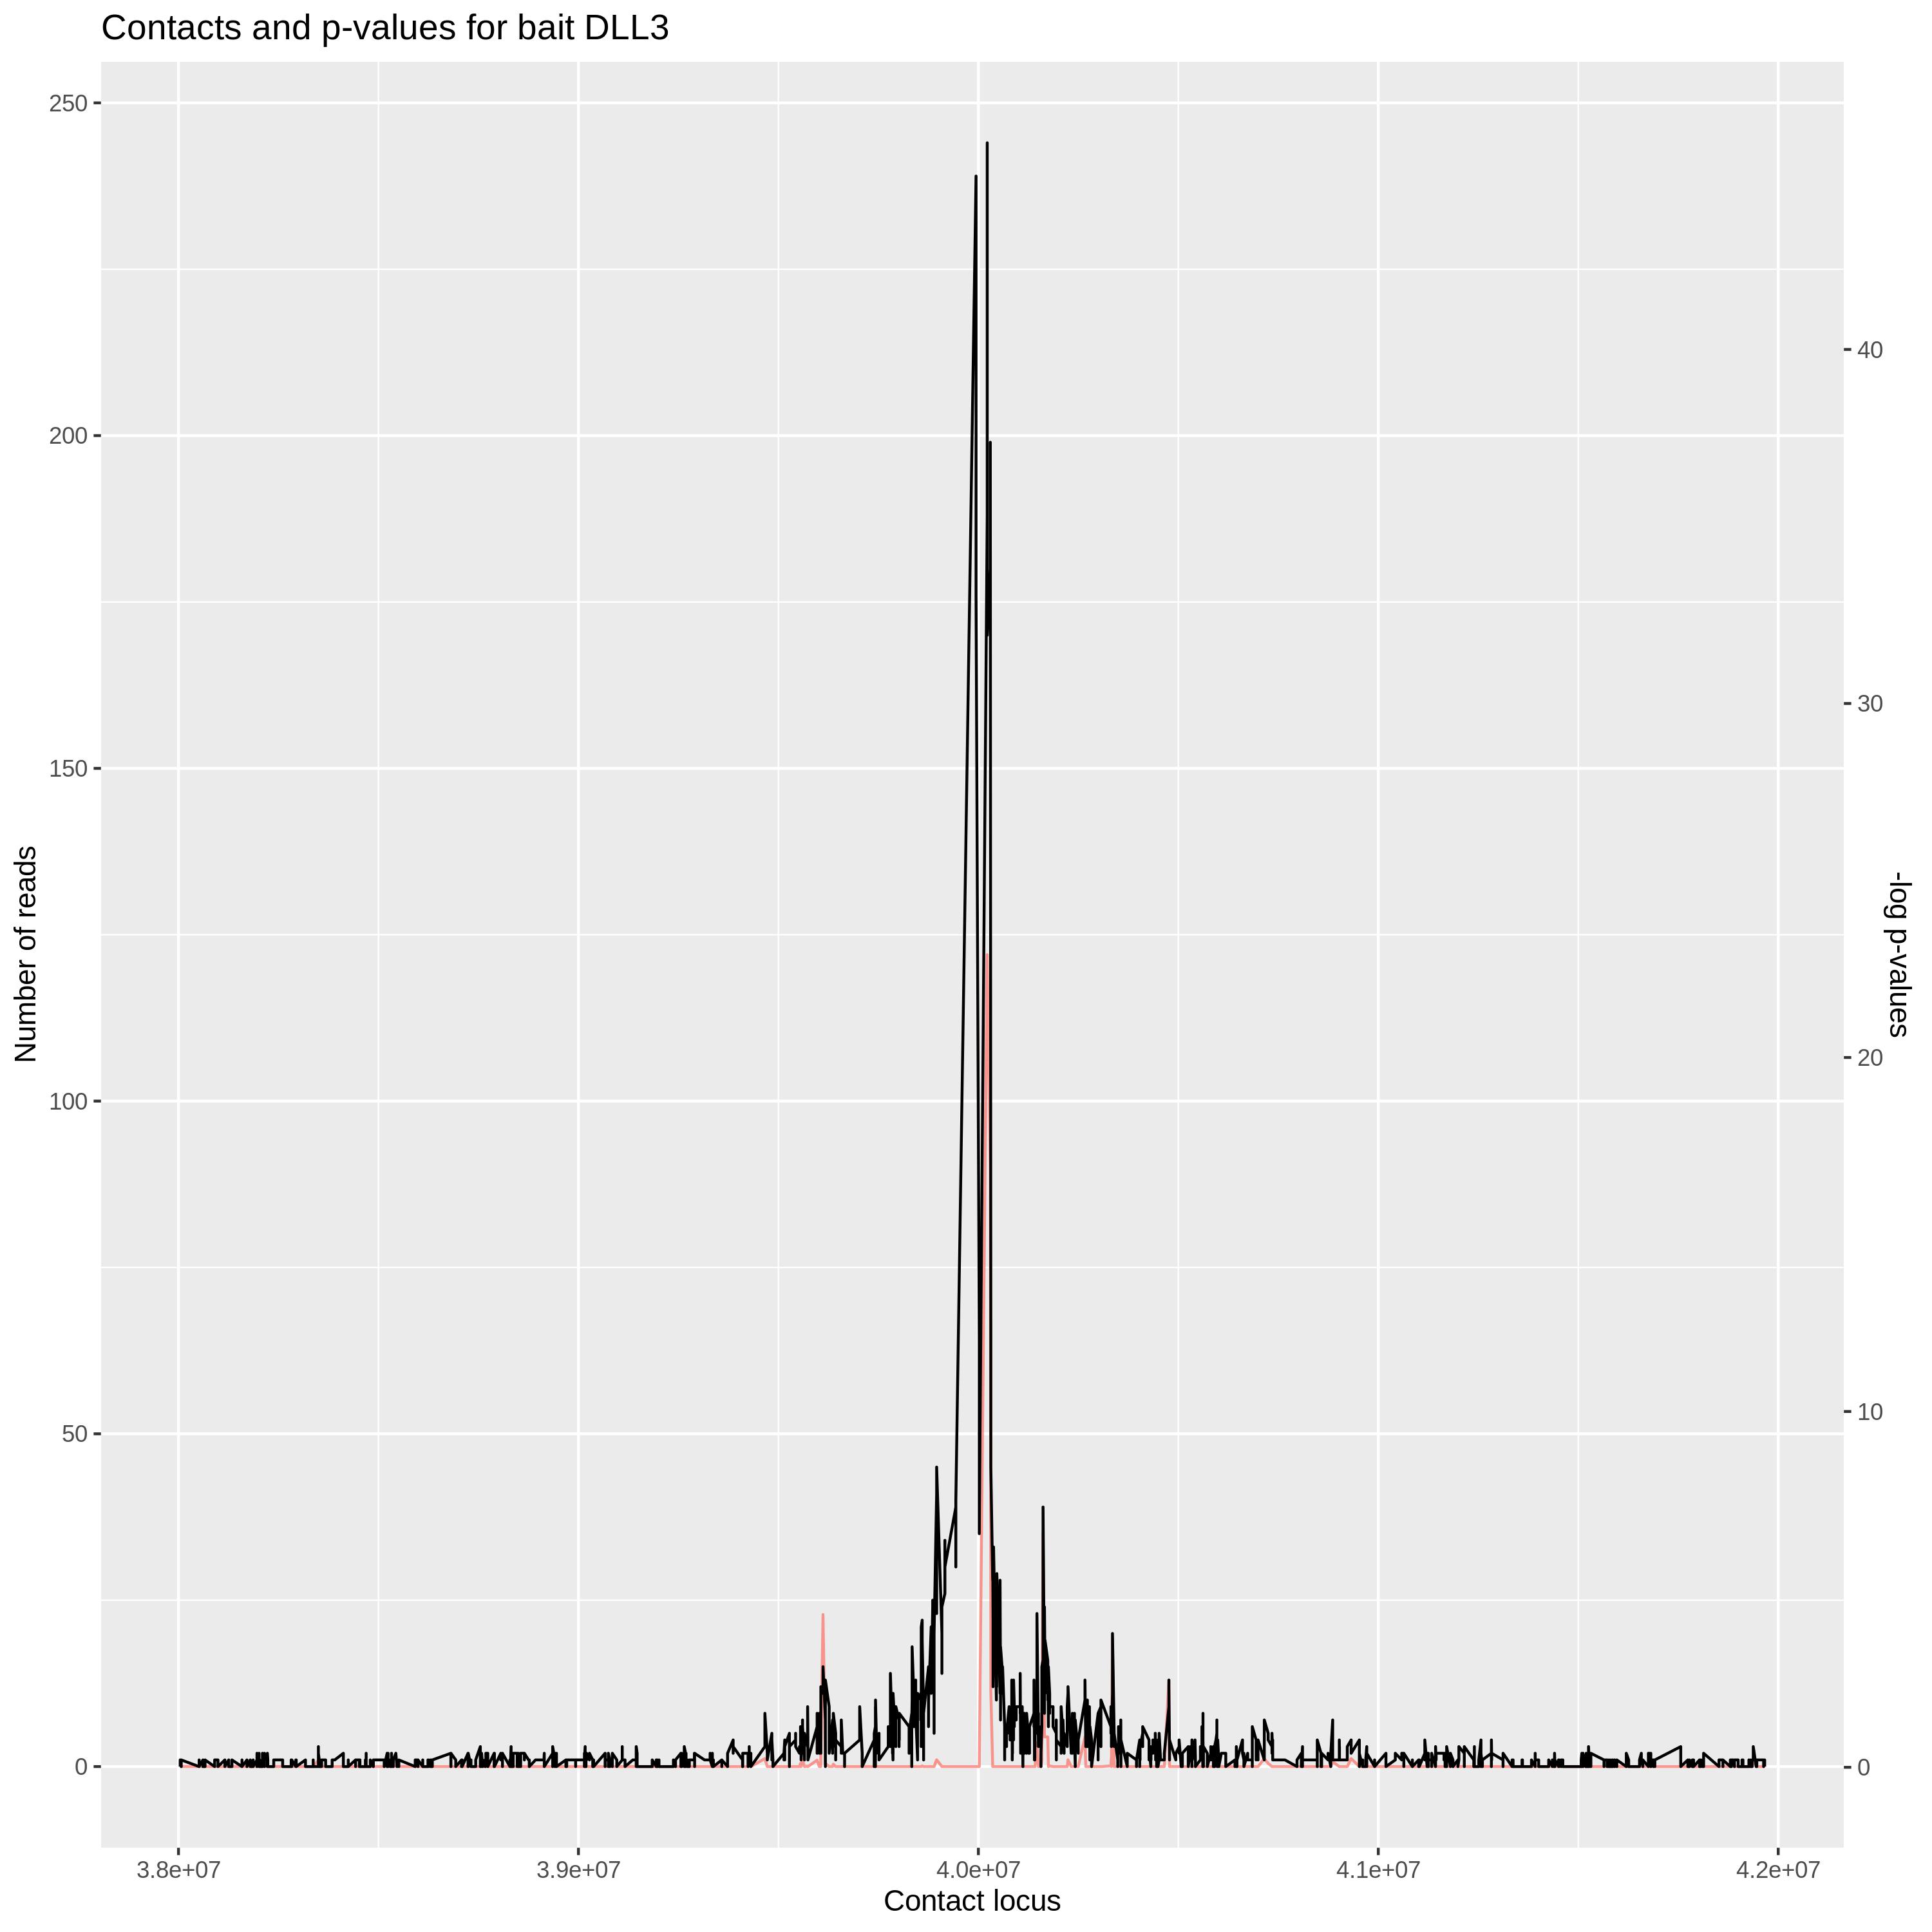 Contacts and p-values for bait DLL3
250
200
150
100
50
0
Number of reads
40
30
20
10
0
-log p-values
3.8e+07
3.9e+07
4.0e+07
4.1e+07
4.2e+07
Contact locus